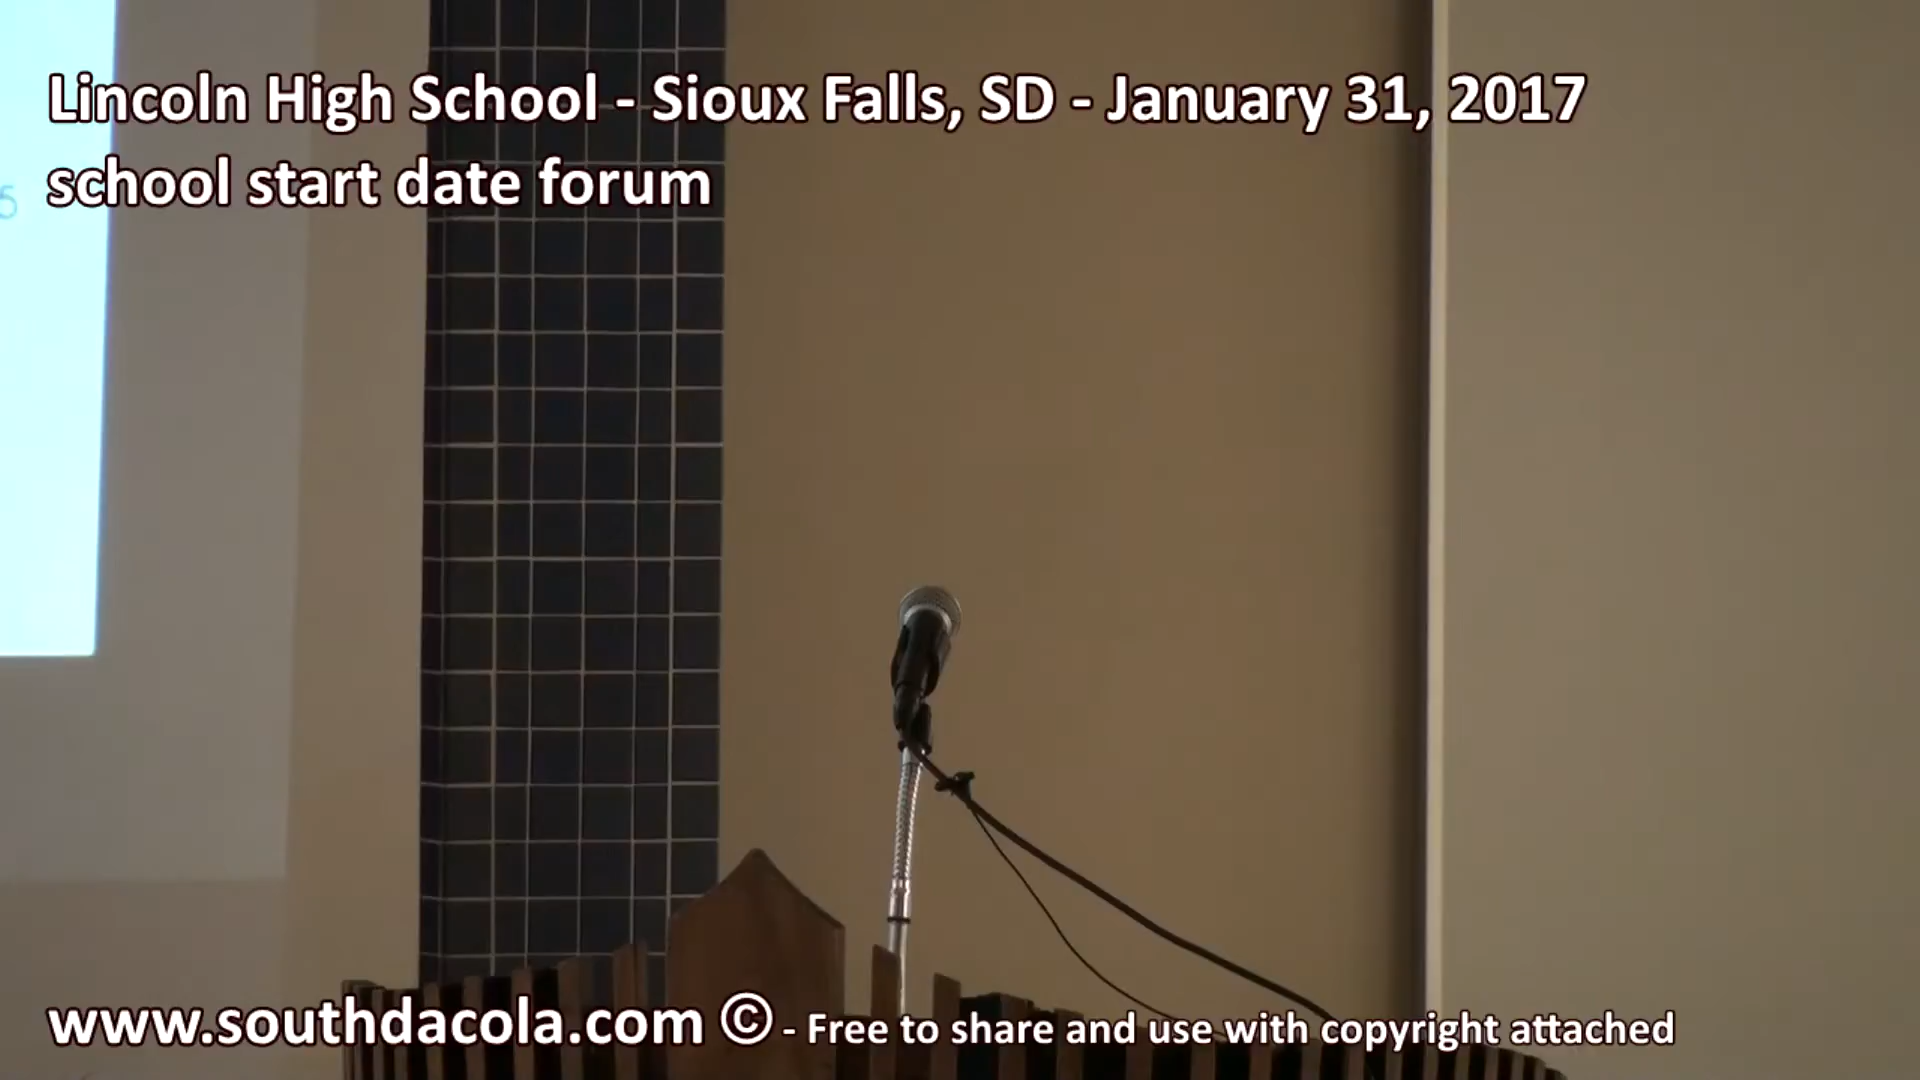 Lincoln High School - Sioux Falls, SD - January 31, 2017
school start date forum
5
www.southdacola.com © - Free to share and use with copyright attached